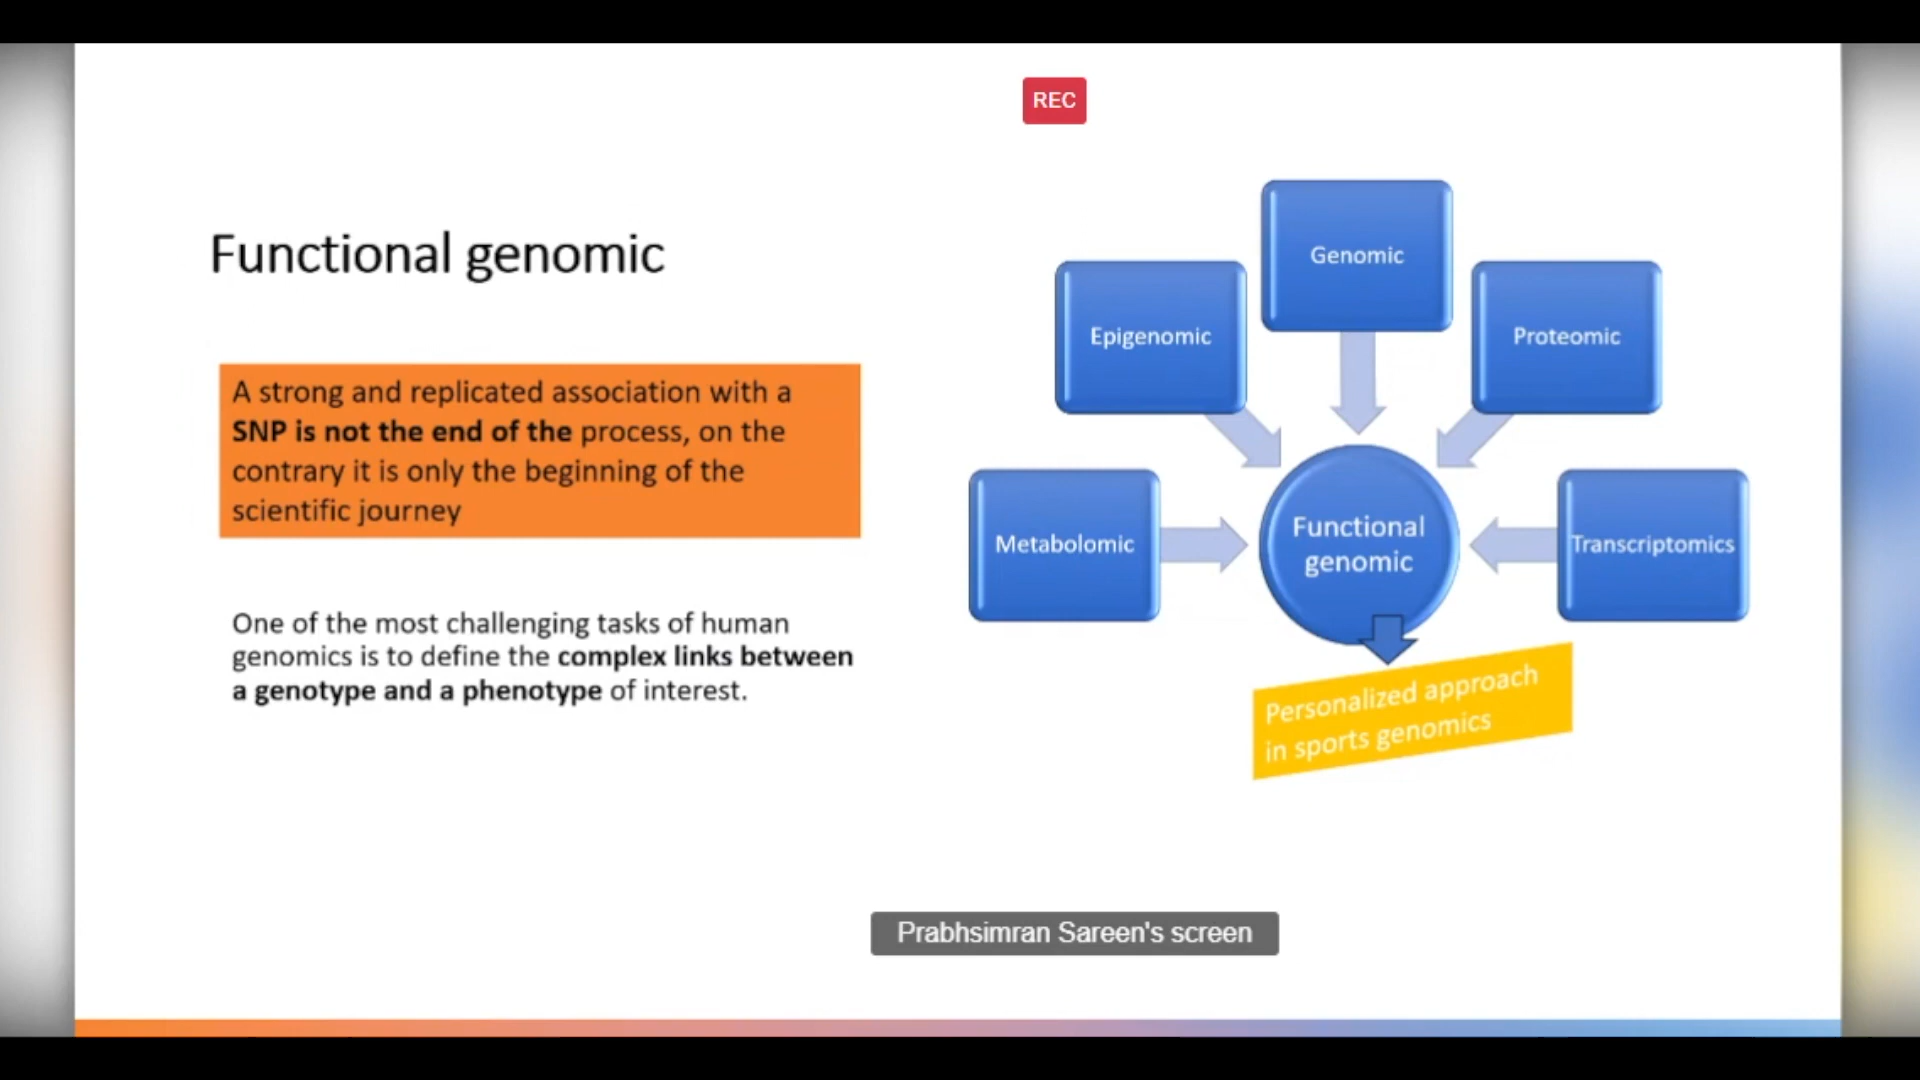 REC
Functional genomic
A strong and replicated association with a
SNP is not the end of the process, on the
contrary it is only the beginning of the
scientific journey
One of the most challenging tasks of human
genomics is to define the complex links between
a genotype and a phenotype of interest.
Genomic
Epigenomic
Proteomic
Metabolomic
Functional
genomic
Transcriptomics
Personalized approach
in sports genomics
Prabhsimran Sareen's screen